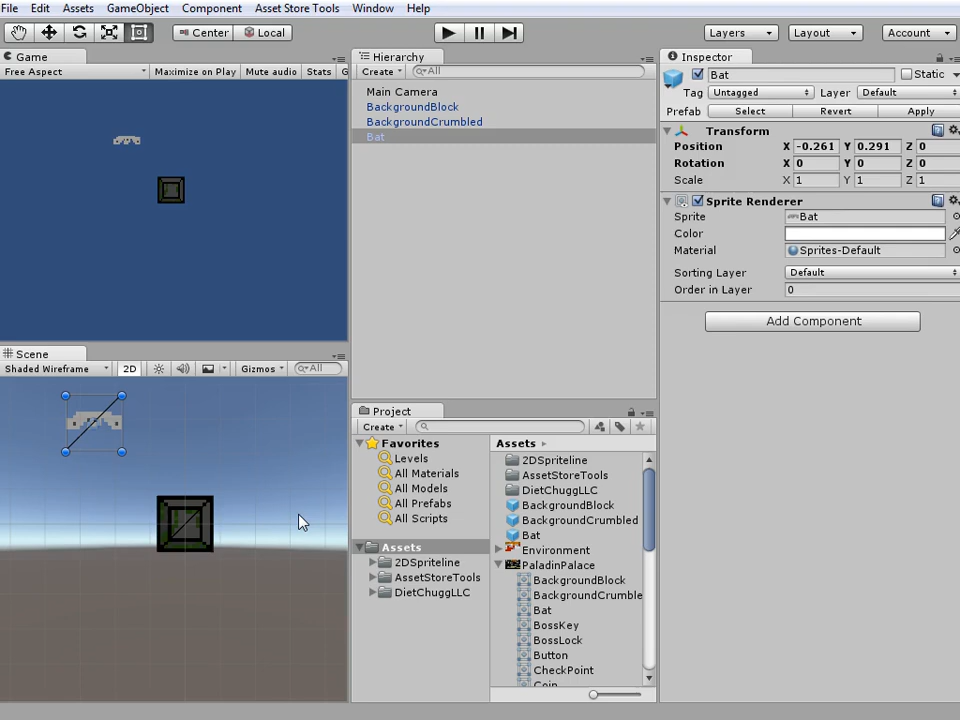 File Edit Assets GameObject Component Asset Store Tools Window Help
Center Local Layers Layout Account
Game Hierarchy Inspector
Free Aspect Maximize on Play Mute audio Stats G Create All Bat Static
Main Camera Tag Untagged Layer Default
BackgroundBlock Prefab Select Revert Apply
BackgroundCrumbled Transform
Bat Position X -0.261 Y 0.291 Z 0
Rotation X 0 Y 0 Z 0
Scale X 1 Y 1 Z 1
Sprite Renderer
Sprite Bat
Color
Material Sprites-Default
Sorting Layer Default
Order in Layer 0
Add Component
Scene
Shaded Wireframe 2D Gizmos All
Project
Create
Favorites Assets
Levels 2DSpriteline
All Materials AssetStoreTools
All Models DietChuggLLC
All Prefabs BackgroundBlock
All Scripts BackgroundCrumbled
Bat
Assets Environment
2DSpriteline PaladinPalace
AssetStoreTools BackgroundBlock
DietChuggLLC BackgroundCrumble
Bat
BossKey
BossLock
Button
CheckPoint
Coin